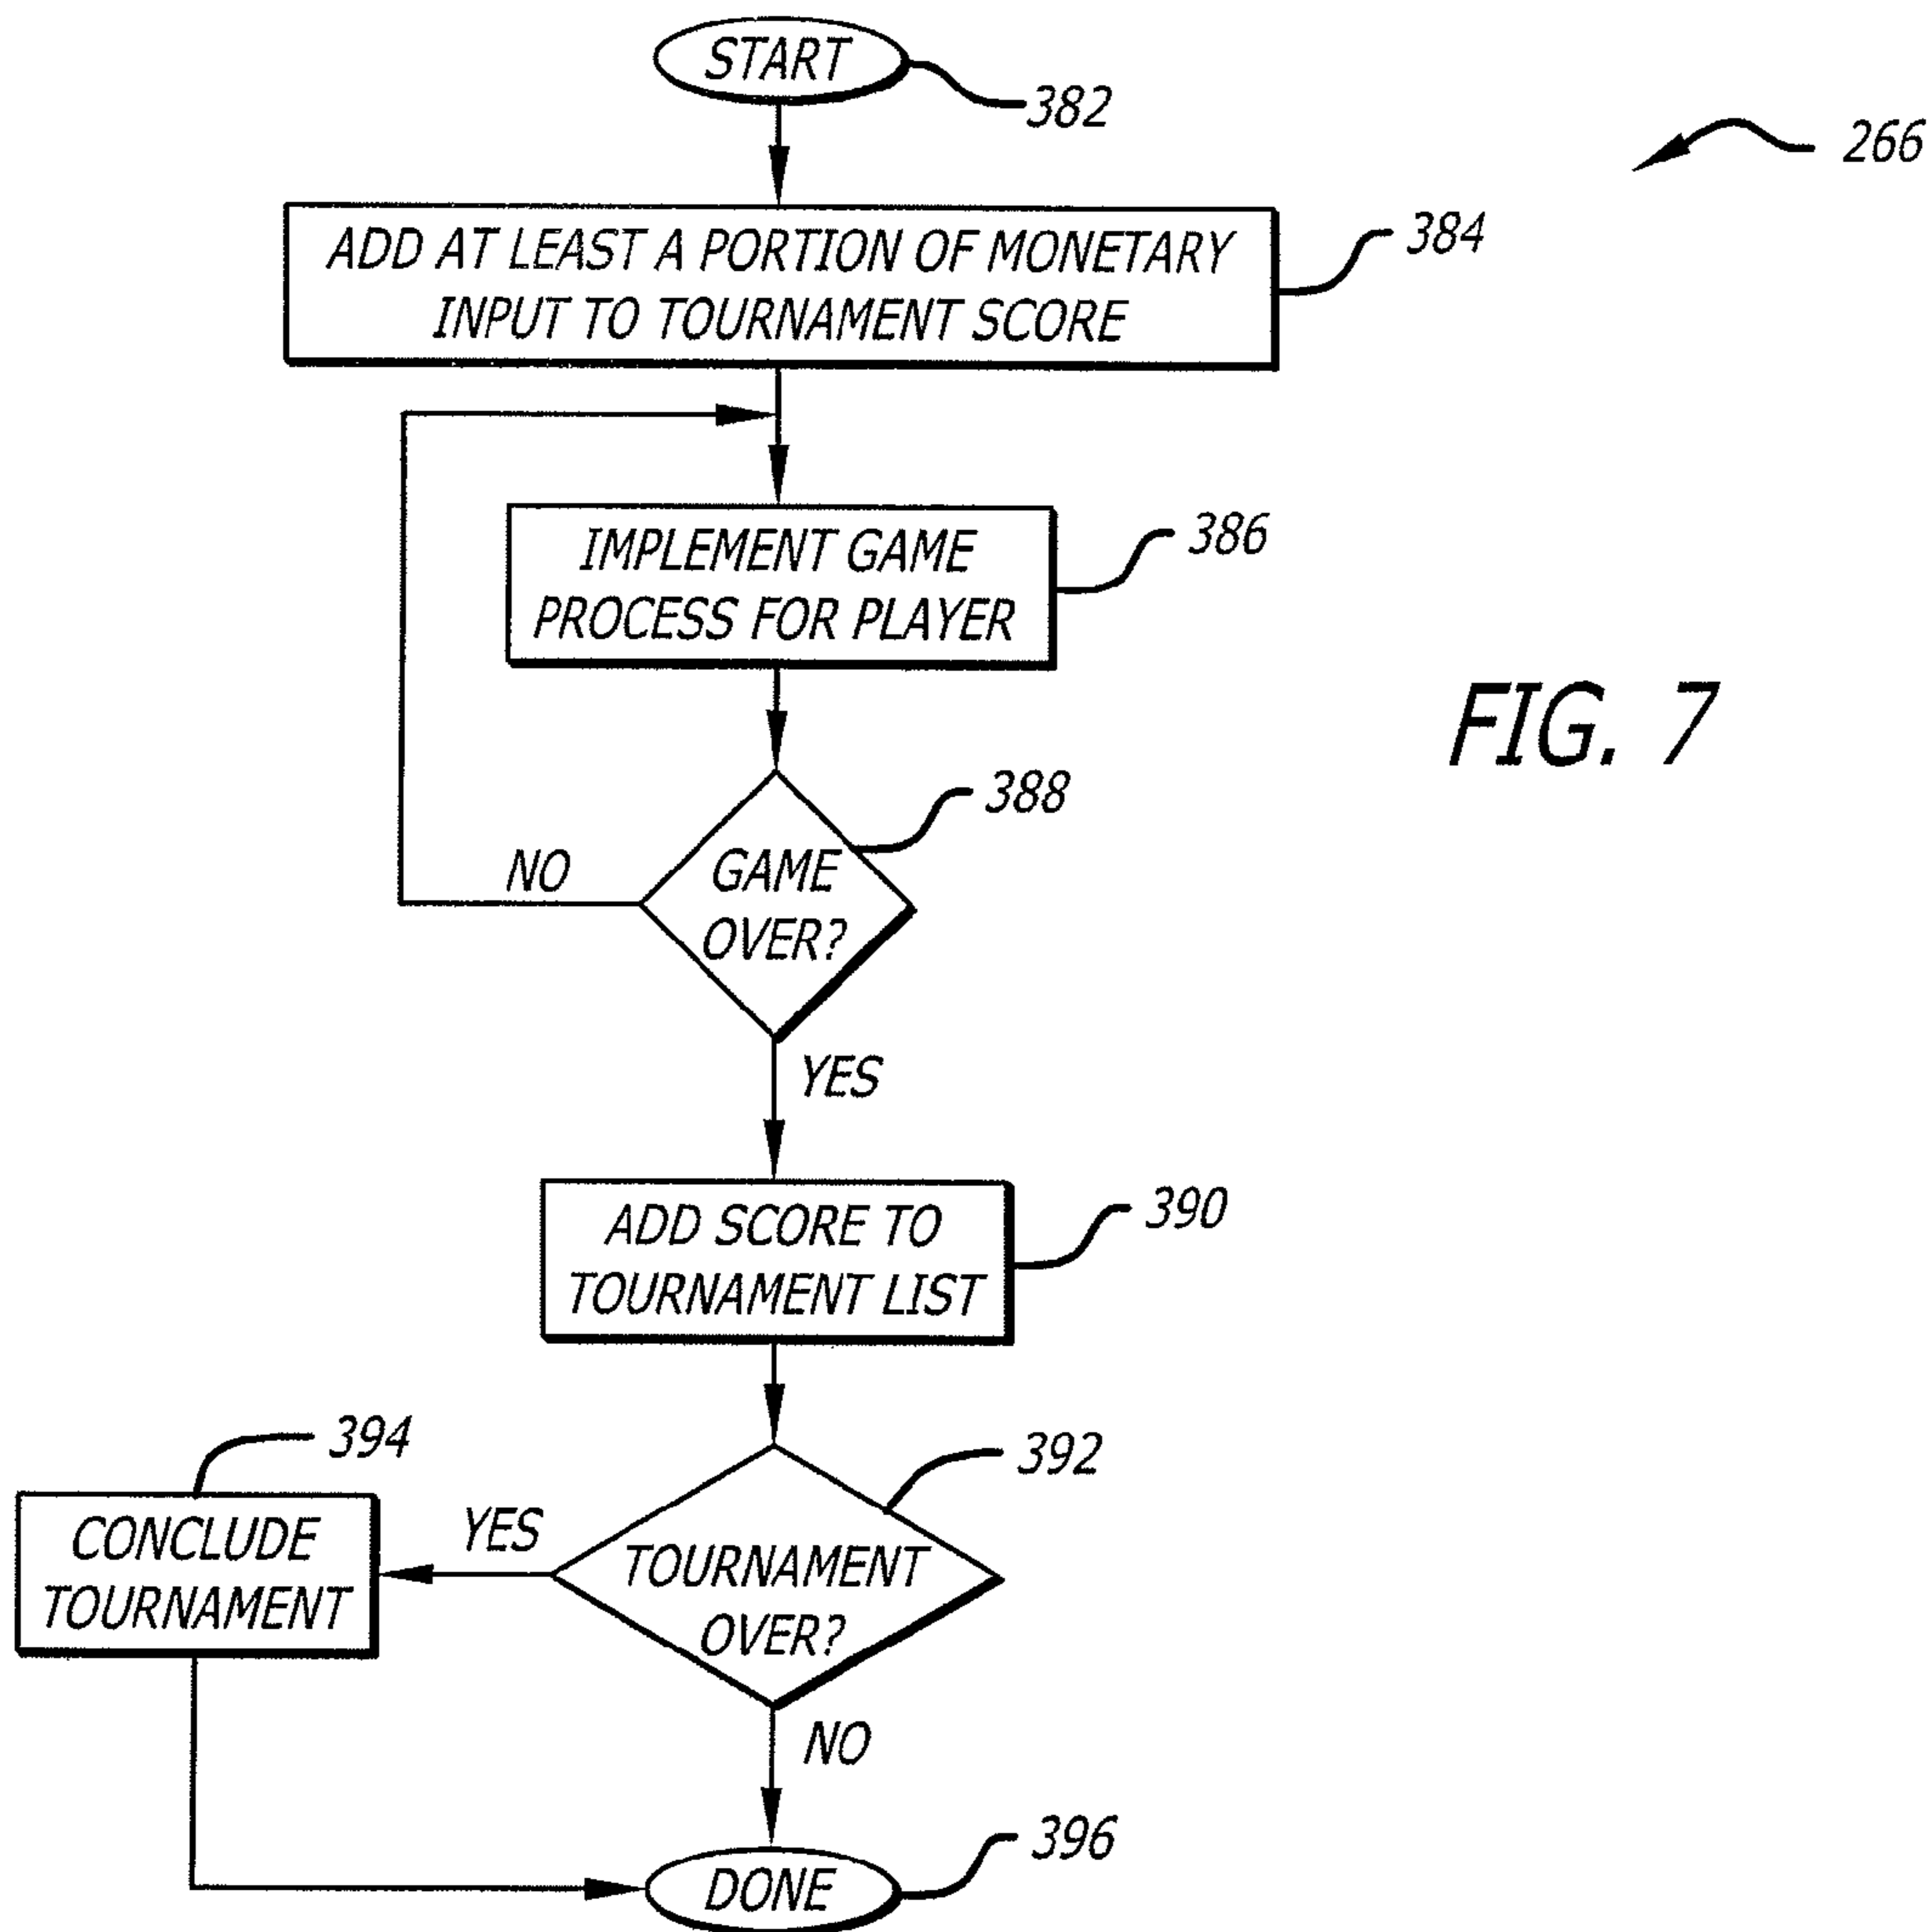 START
382
266
ADD AT LEAST A PORTION OF MONETARY
INPUT TO TOURNAMENT SCORE
384
IMPLEMENT GAME
PROCESS FOR PLAYER
386
FIG. 7
388
GAME
OVER?
NO
YES
ADD SCORE TO
TOURNAMENT LIST
390
394
392
CONCLUDE
TOURNAMENT
YES
TOURNAMENT
OVER?
NO
396
DONE